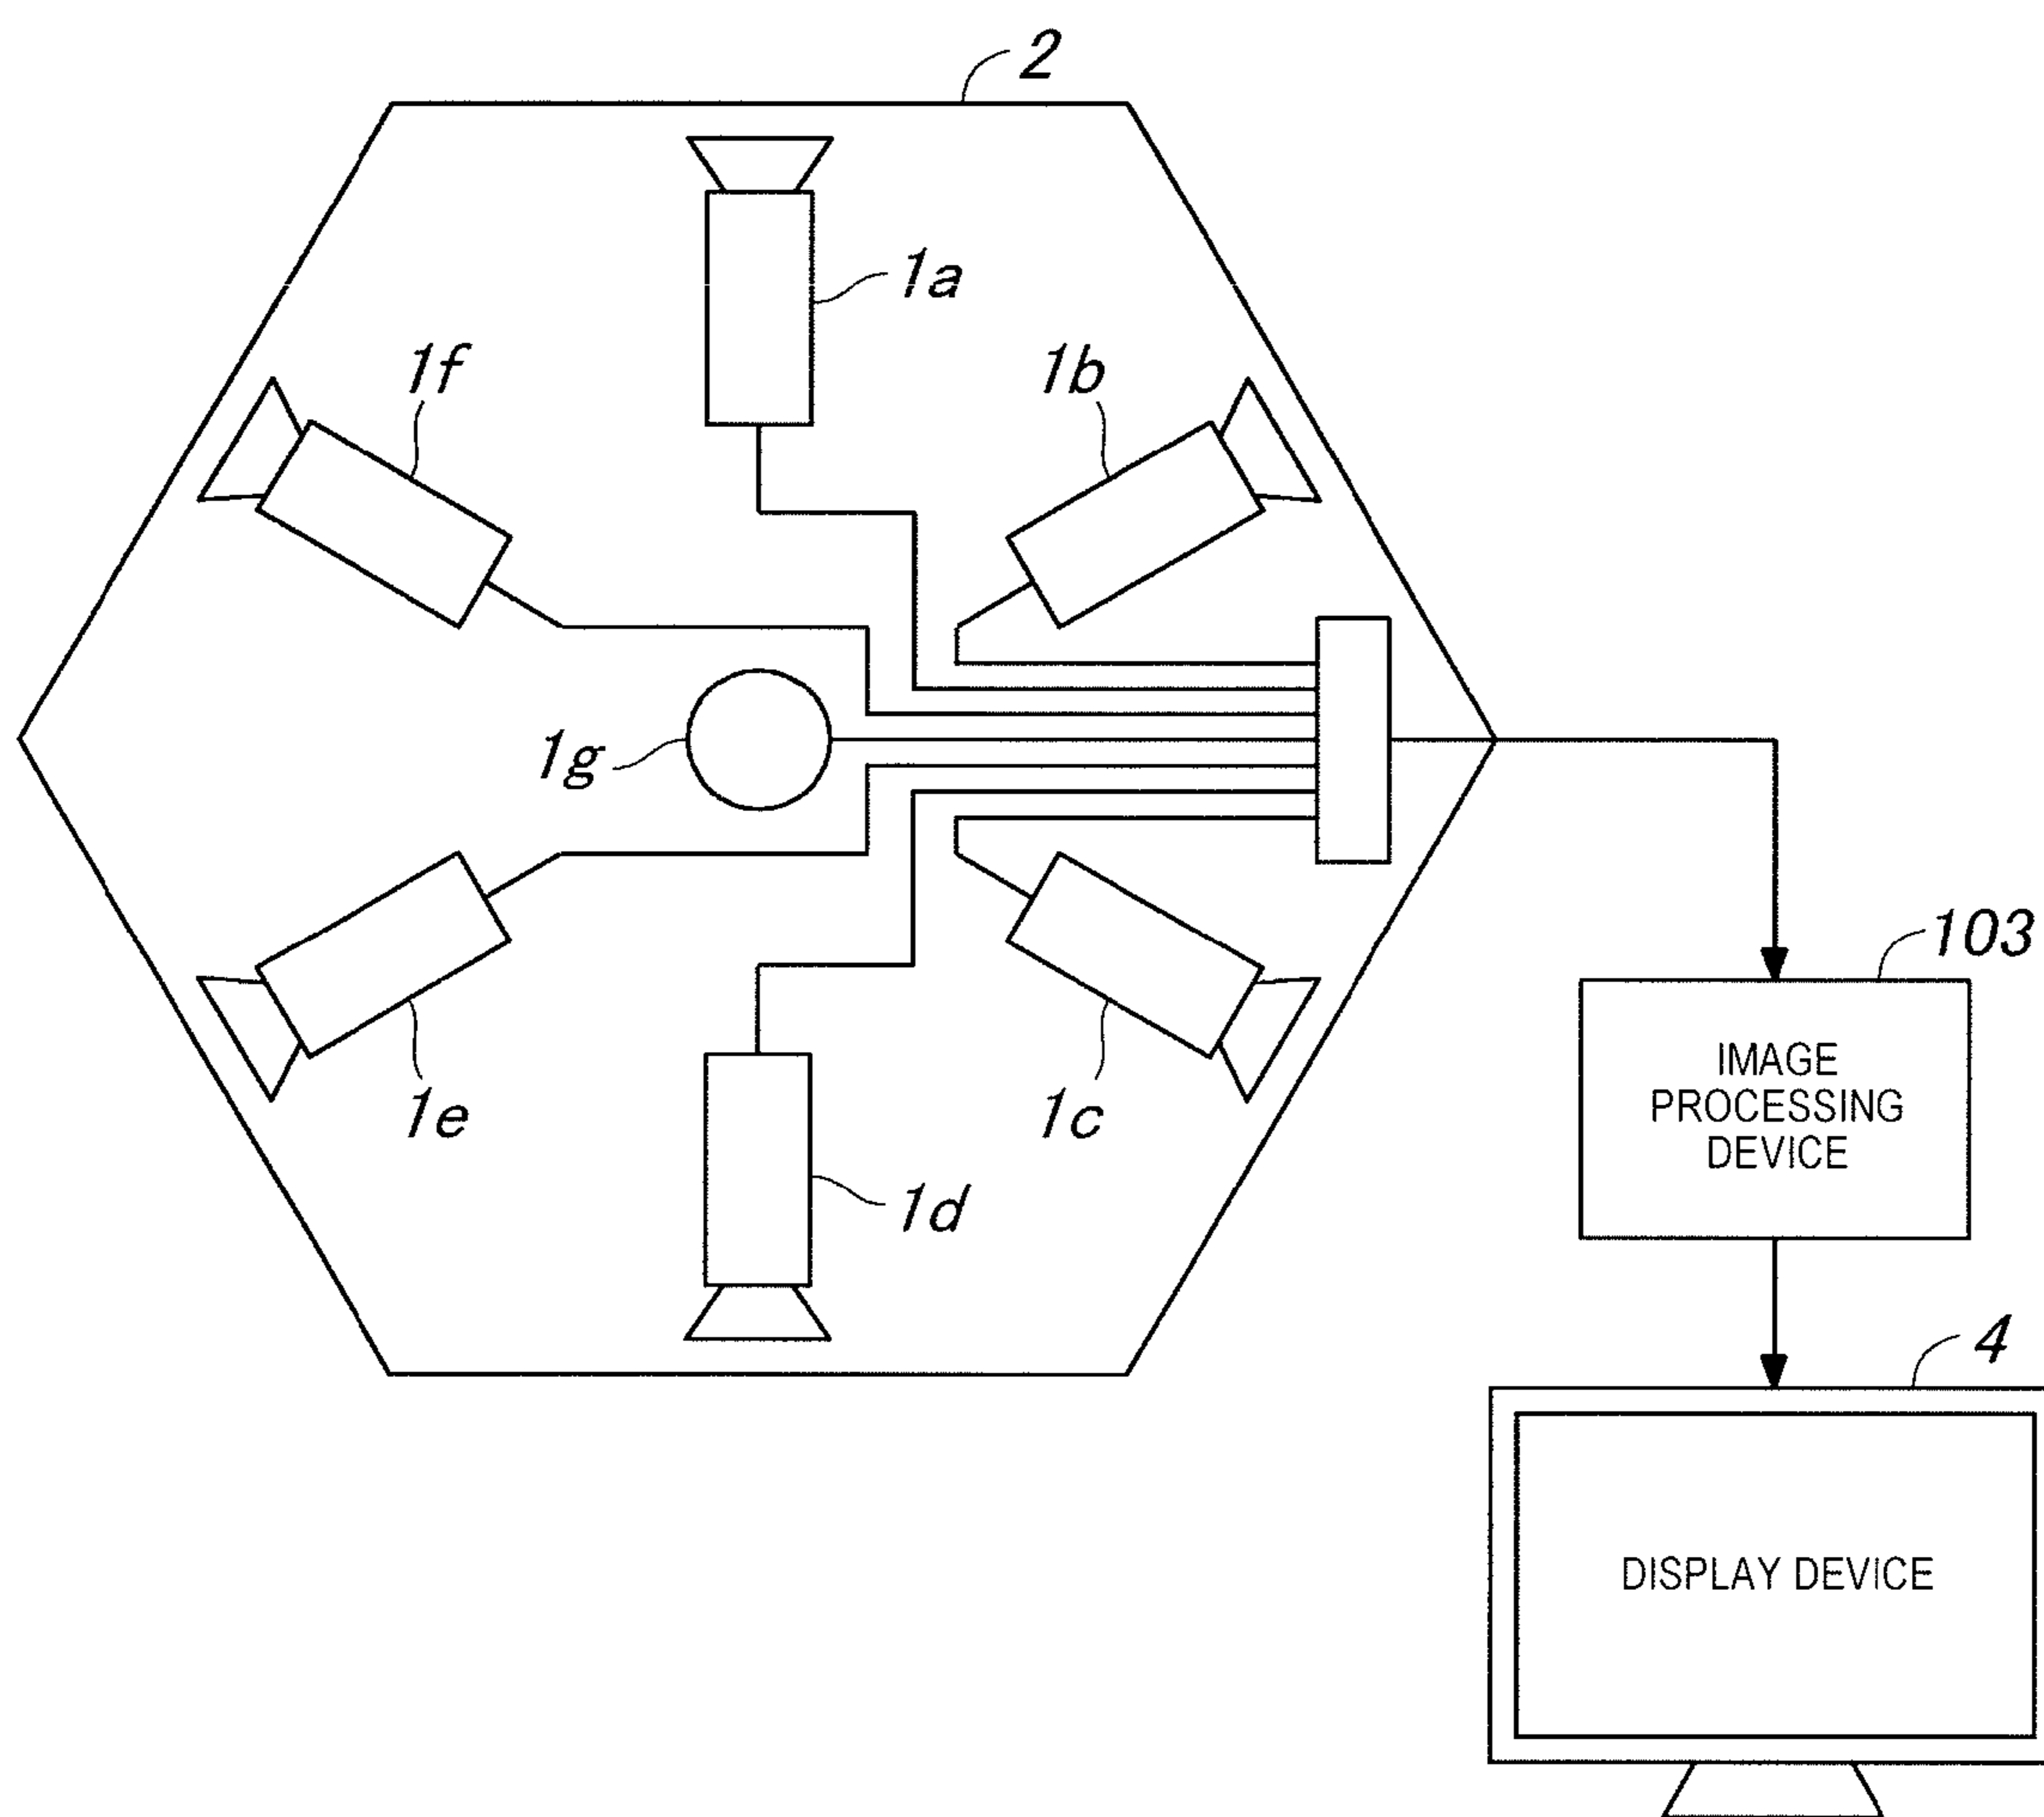 2
1a
1f
1b
1g
103
IMAGE
PROCESSING
DEVICE
1e
1c
1d
4
DISPLAY DEVICE